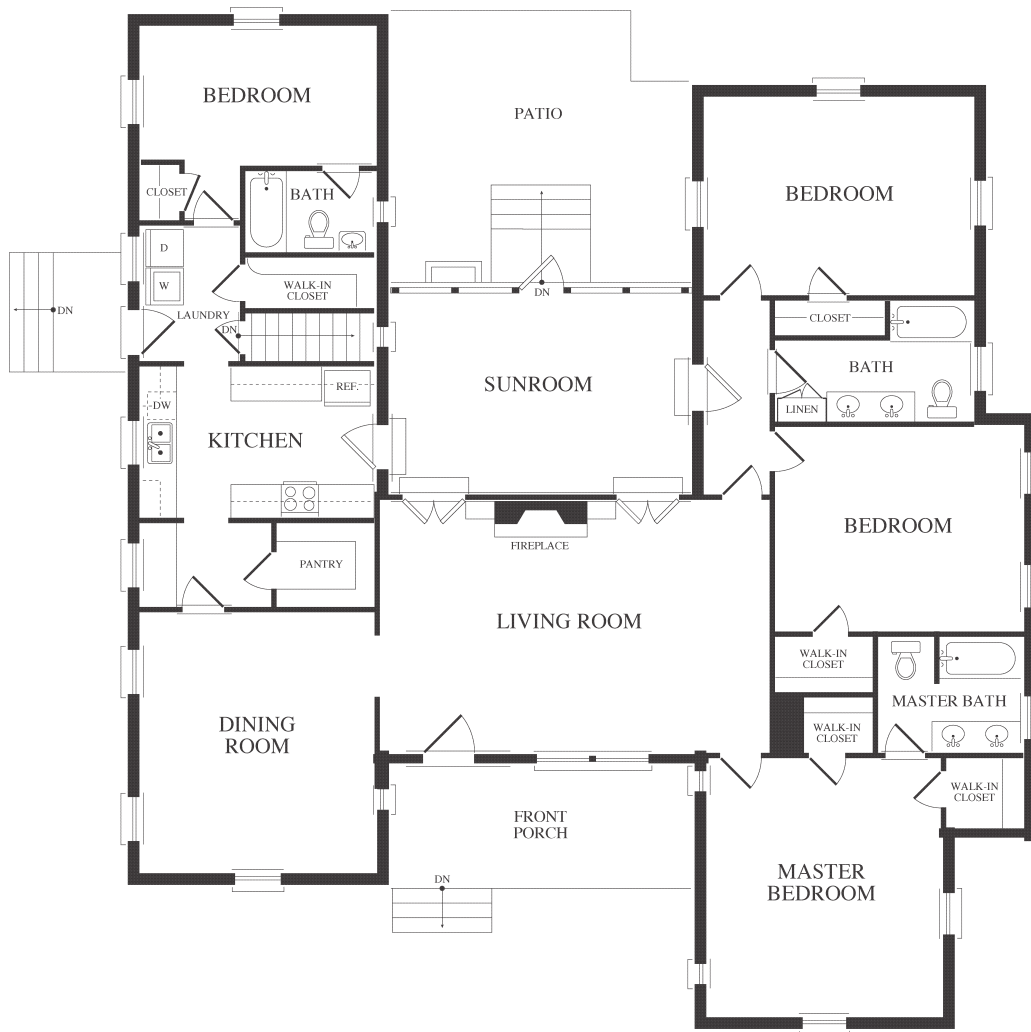 BEDROOM
PATIO
BEDROOM
CLOSET
BATH
D
W
WALK-IN
CLOSET
DN
LAUNDRY
DN
DN
CLOSET
BATH
LINEN
SUNROOM
REF.
DW
KITCHEN
BEDROOM
FIREPLACE
PANTRY
LIVING ROOM
WALK-IN
CLOSET
MASTER BATH
WALK-IN
CLOSET
DINING
ROOM
WALK-IN
CLOSET
FRONT
PORCH
DN
MASTER
BEDROOM